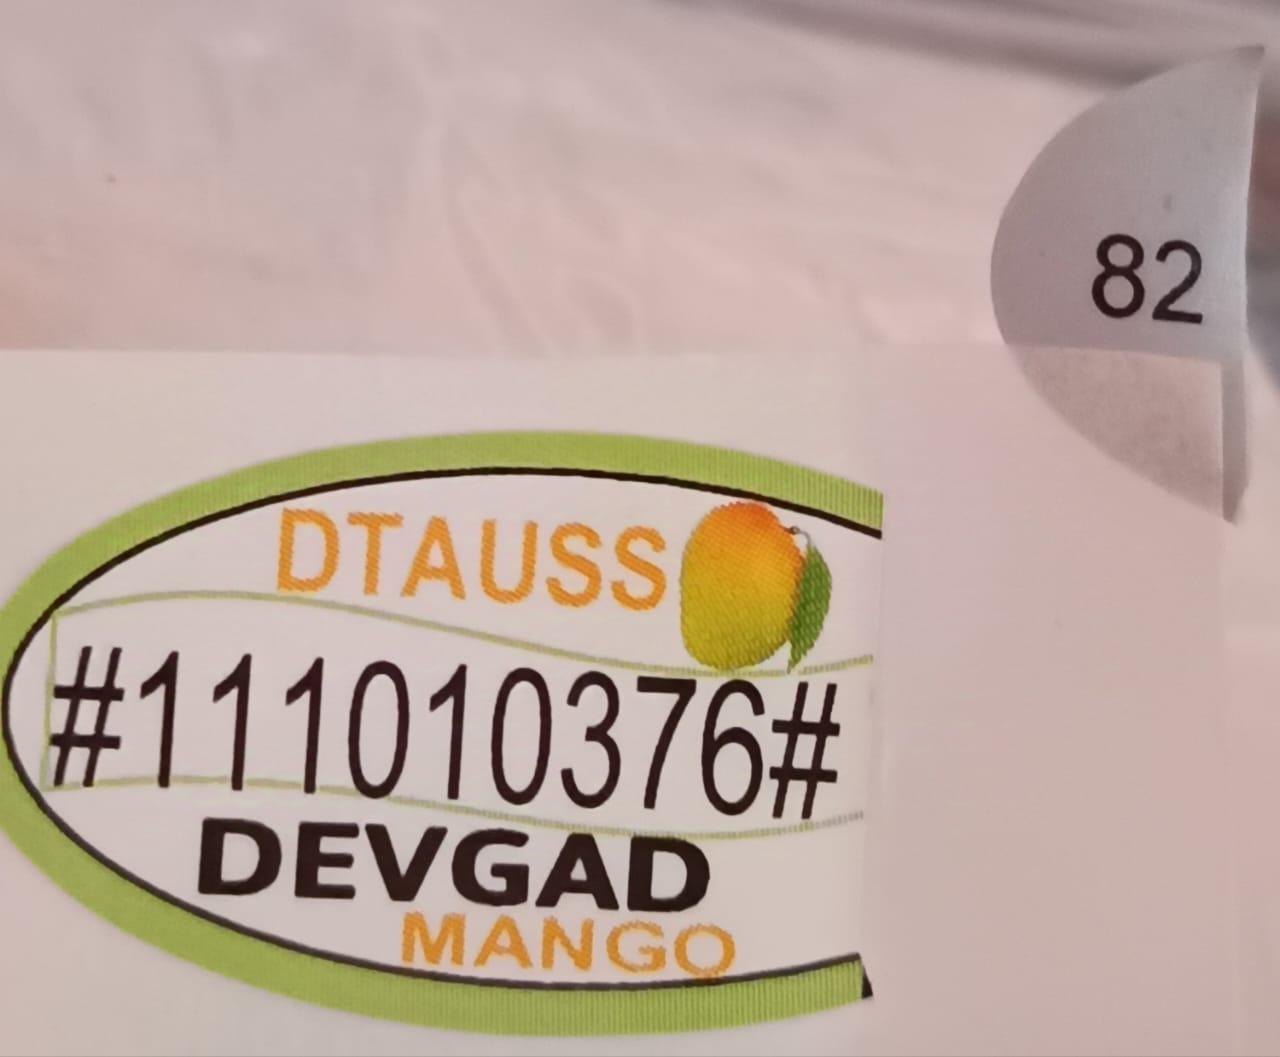 82
DTAUSS
#111010376#
DEVGAD
MANGO